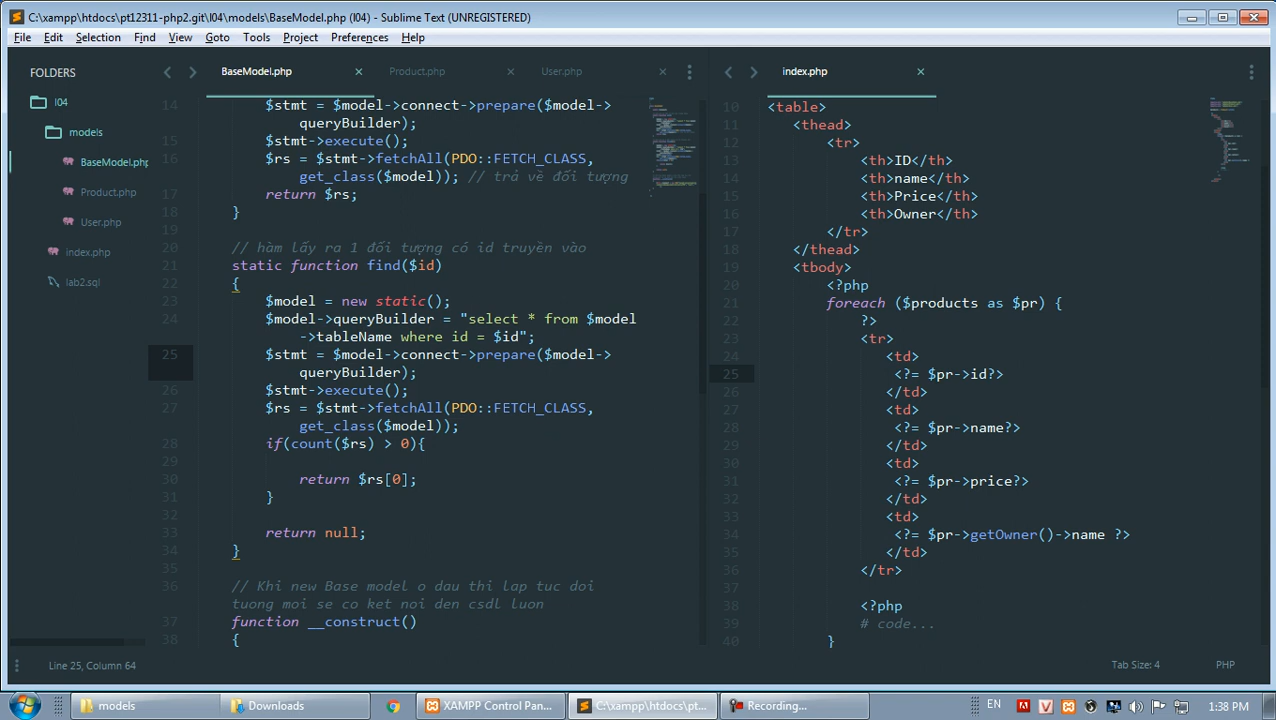 C:\xampp\htdocs\pt12311-php2.git\l04\models\BaseModel.php (l04) - Sublime Text (UNREGISTERED)
File Edit Selection Find View Goto Tools Project Preferences Help
FOLDERS
l04
models
BaseModel.php
Product.php
User.php
index.php
lab2.sql
BaseModel.php Product.php User.php
14 $stmt = $model->connect->prepare($model->
queryBuilder);
15 $stmt->execute();
16 $rs = $stmt->fetchAll(PDO::FETCH_CLASS,
get_class($model)); // trả về đối tượng
17 return $rs;
18 }
19
20 // hàm lấy ra 1 đối tượng có id truyền vào
21 static function find($id)
22 {
23 $model = new static();
24 $model->queryBuilder = "select * from $model
->tableName where id = $id";
25 $stmt = $model->connect->prepare($model->
queryBuilder);
26 $stmt->execute();
27 $rs = $stmt->fetchAll(PDO::FETCH_CLASS,
get_class($model));
28 if(count($rs) > 0){
29
30 return $rs[0];
31 }
32
33 return null;
34 }
35
36 // Khi new Base model o dau thi lap tuc doi
tuong moi se co ket noi den csdl luon
37 function __construct()
38 {
index.php
10 <table>
11 <thead>
12 <tr>
13 <th>ID</th>
14 <th>name</th>
15 <th>Price</th>
16 <th>Owner</th>
17 </tr>
18 </thead>
19 <tbody>
20 <?php
21 foreach ($products as $pr) {
22 ?>
23 <tr>
24 <td>
25 <?= $pr->id?>
26 </td>
27 <td>
28 <?= $pr->name?>
29 </td>
30 <td>
31 <?= $pr->price?>
32 </td>
33 <td>
34 <?= $pr->getOwner()->name ?>
35 </td>
36 </tr>
37
38 <?php
39 # code...
40 }
Line 25, Column 64
Tab Size: 4 PHP
models Downloads XAMPP Control Pan... C:\xampp\htdocs\pt... Recording... EN 1:38 PM